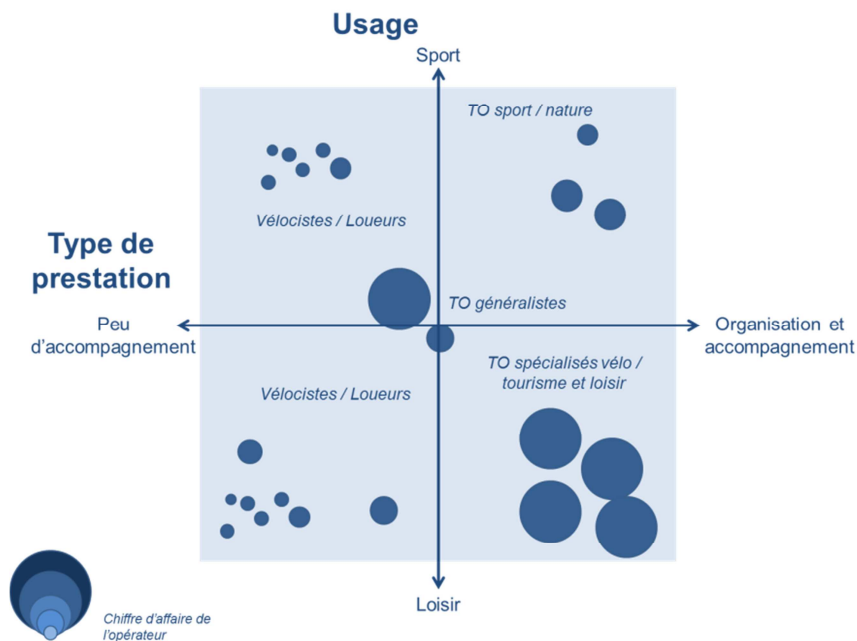 Usage
Sport
TO sport / nature
Vélocistes / Loueurs
Type de
prestation
TO généralistes
Peu
d'accompagnement
Organisation et
accompagnement
TO spécialisés vélo /
tourisme et loisir
Vélocistes / Loueurs
Loisir
Chiffre d'affaire de
l'opérateur